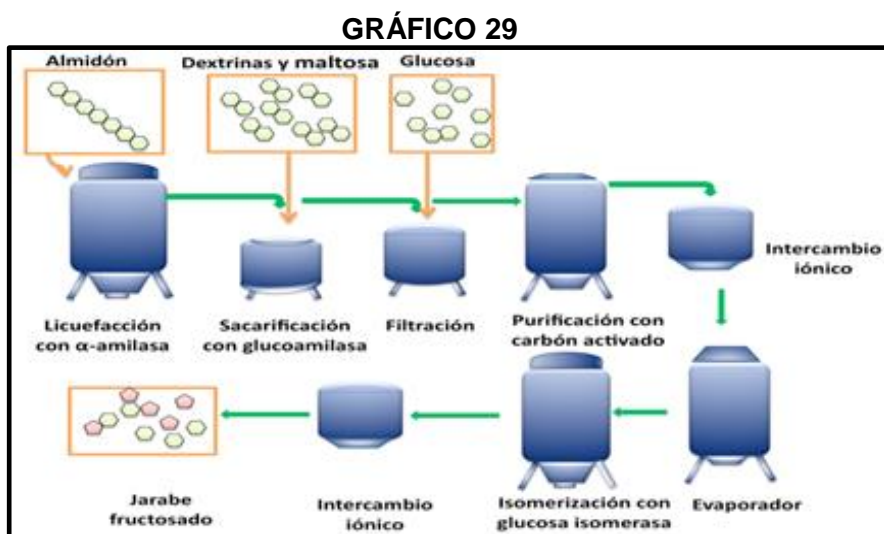 GRÁFICO 29
Almidón
Dextrinas y maltosa
Glucosa
Licuefacción
con α-amilasa
Sacarificación
con glucoamilasa
Filtración
Purificación con
carbón activado
Intercambio
iónico
Jarabe
fructosado
Intercambio
iónico
Isomerización con
glucosa isomerasa
Evaporador